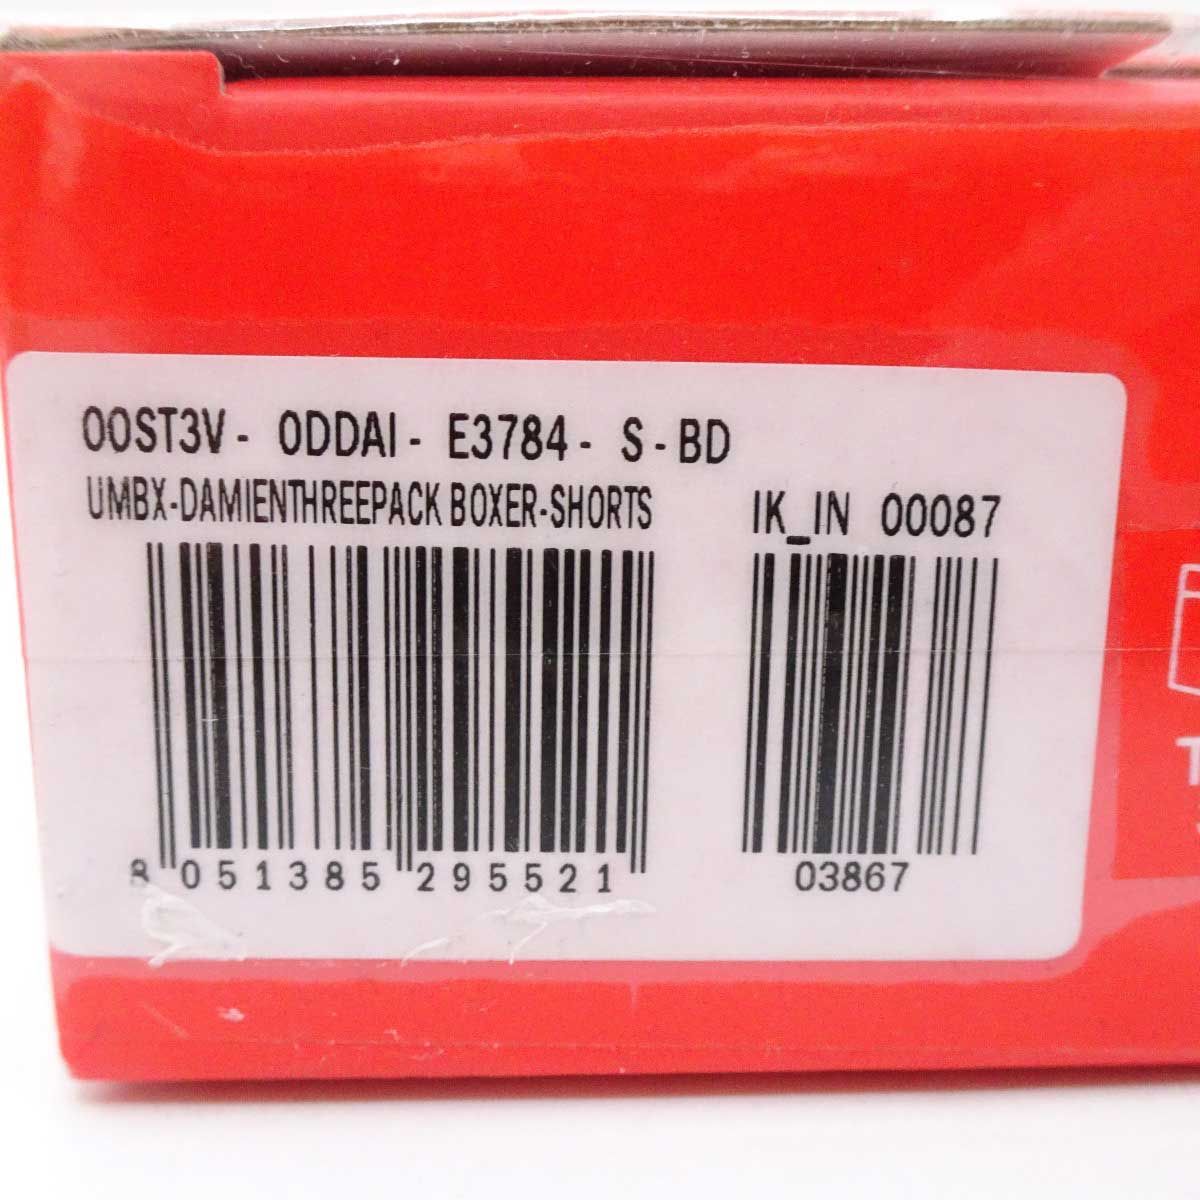 00ST3V - 0DDAI - E3784 - S - BD
UMBX-DAMIENTHREEPACK BOXER-SHORTS
IK_IN 00087
8 051385 295521
03867
T